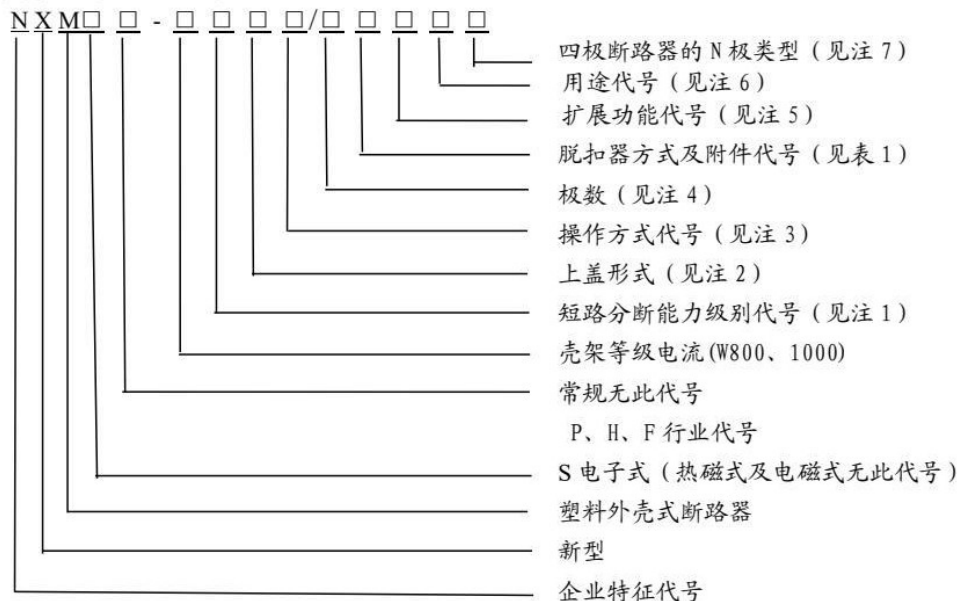 NXM□ □ - □ □ □ □/□ □ □ □ □
四极断路器的N极类型（见注7）
用途代号（见注6）
扩展功能代号（见注5）
脱扣器方式及附件代号（见表1）
极数（见注4）
操作方式代号（见注3）
上盖形式（见注2）
短路分断能力级别代号（见注1）
壳架等级电流(W800、1000)
常规无此代号
P、H、F行业代号
S电子式（热磁式及电磁式无此代号）
塑料外壳式断路器
新型
企业特征代号